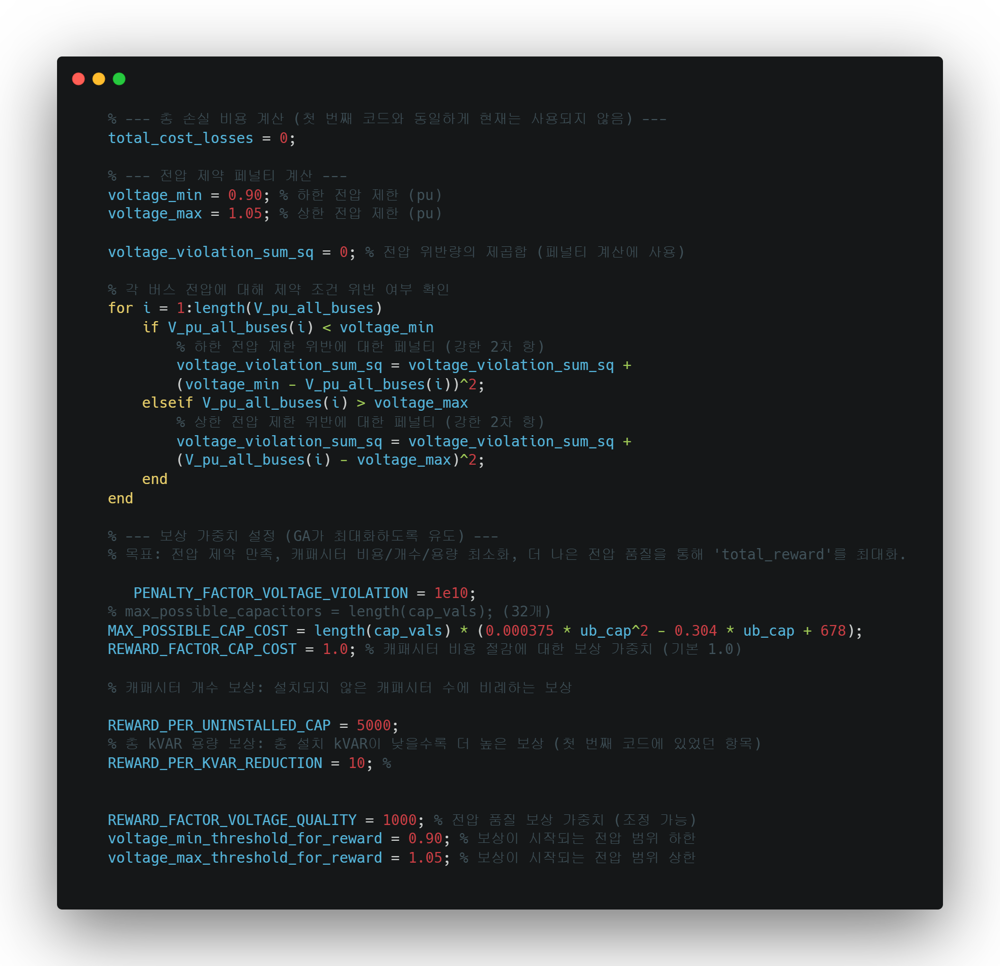 % --- 총 손실 비용 계산 (첫 번째 코드와 동일하게 현재는 사용되지 않음) ---
total_cost_losses = 0;
% --- 전압 제약 페널티 계산 ---
voltage_min = 0.90; % 하한 전압 제한 (pu)
voltage_max = 1.05; % 상한 전압 제한 (pu)
voltage_violation_sum_sq = 0; % 전압 위반량의 제곱합 (페널티 계산에 사용)
% 각 버스 전압에 대해 제약 조건 위반 여부 확인
for i = 1:length(V_pu_all_buses)
if V_pu_all_buses(i) < voltage_min
% 하한 전압 제한 위반에 대한 페널티 (강한 2차 항)
voltage_violation_sum_sq = voltage_violation_sum_sq +
(voltage_min - V_pu_all_buses(i))^2;
elseif V_pu_all_buses(i) > voltage_max
% 상한 전압 제한 위반에 대한 페널티 (강한 2차 항)
voltage_violation_sum_sq = voltage_violation_sum_sq +
(V_pu_all_buses(i) - voltage_max)^2;
end
end
% --- 보상 가중치 설정 (GA가 최대화하도록 유도) ---
% 목표: 전압 제약 만족, 캐패시터 비용/개수/용량 최소화, 더 나은 전압 품질을 통해 'total_reward'를 최대화.
PENALTY_FACTOR_VOLTAGE_VIOLATION = 1e10;
% max_possible_capacitors = length(cap_vals); (32개)
MAX_POSSIBLE_CAP_COST = length(cap_vals) * (0.000375 * ub_cap^2 - 0.304 * ub_cap + 678);
REWARD_FACTOR_CAP_COST = 1.0; % 캐패시터 비용 절감에 대한 보상 가중치 (기본 1.0)
% 캐패시터 개수 보상: 설치되지 않은 캐패시터 수에 비례하는 보상
REWARD_PER_UNINSTALLED_CAP = 5000;
% 총 kVAR 용량 보상: 총 설치 kVAR이 낮을수록 더 높은 보상 (첫 번째 코드에 있었던 항목)
REWARD_PER_KVAR_REDUCTION = 10; %
REWARD_FACTOR_VOLTAGE_QUALITY = 1000; % 전압 품질 보상 가중치 (조정 가능)
voltage_min_threshold_for_reward = 0.90; % 보상이 시작되는 전압 범위 하한
voltage_max_threshold_for_reward = 1.05; % 보상이 시작되는 전압 범위 상한